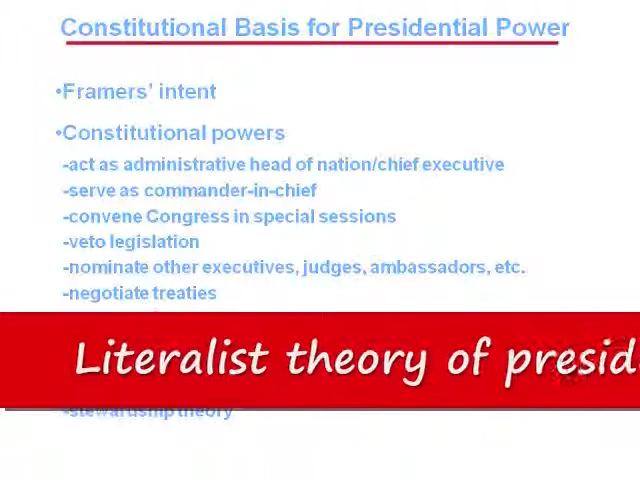 Constitutional Basis for Presidential Power
•Framers' intent
•Constitutional powers
-act as administrative head of nation/chief executive
-serve as commander-in-chief
-convene Congress in special sessions
-veto legislation
-nominate other executives, judges, ambassadors, etc.
-negotiate treaties
Literalist theory of presid
-stewardship theory